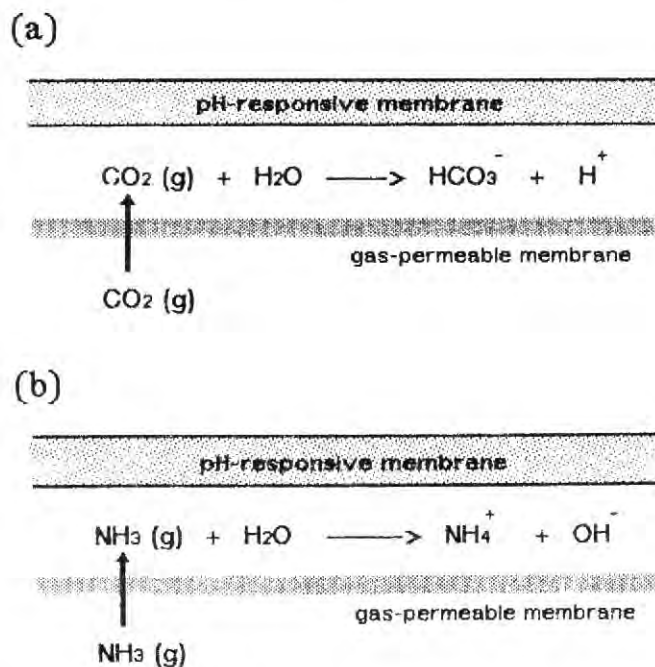 (a)
pH-responsive membrane
CO₂ (g) + H₂O ⟶ HCO₃⁻ + H⁺
gas-permeable membrane
CO₂ (g)
(b)
pH-responsive membrane
NH₃ (g) + H₂O ⟶ NH₄⁺ + OH⁻
gas-permeable membrane
NH₃ (g)